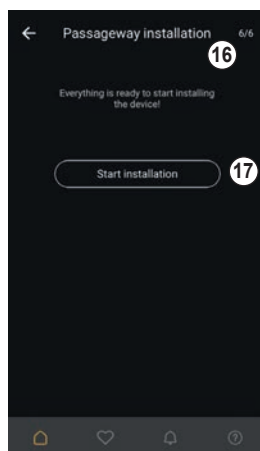 Passageway installation 6/6
16
Everything is ready to start installing
the device!
Start installation 17